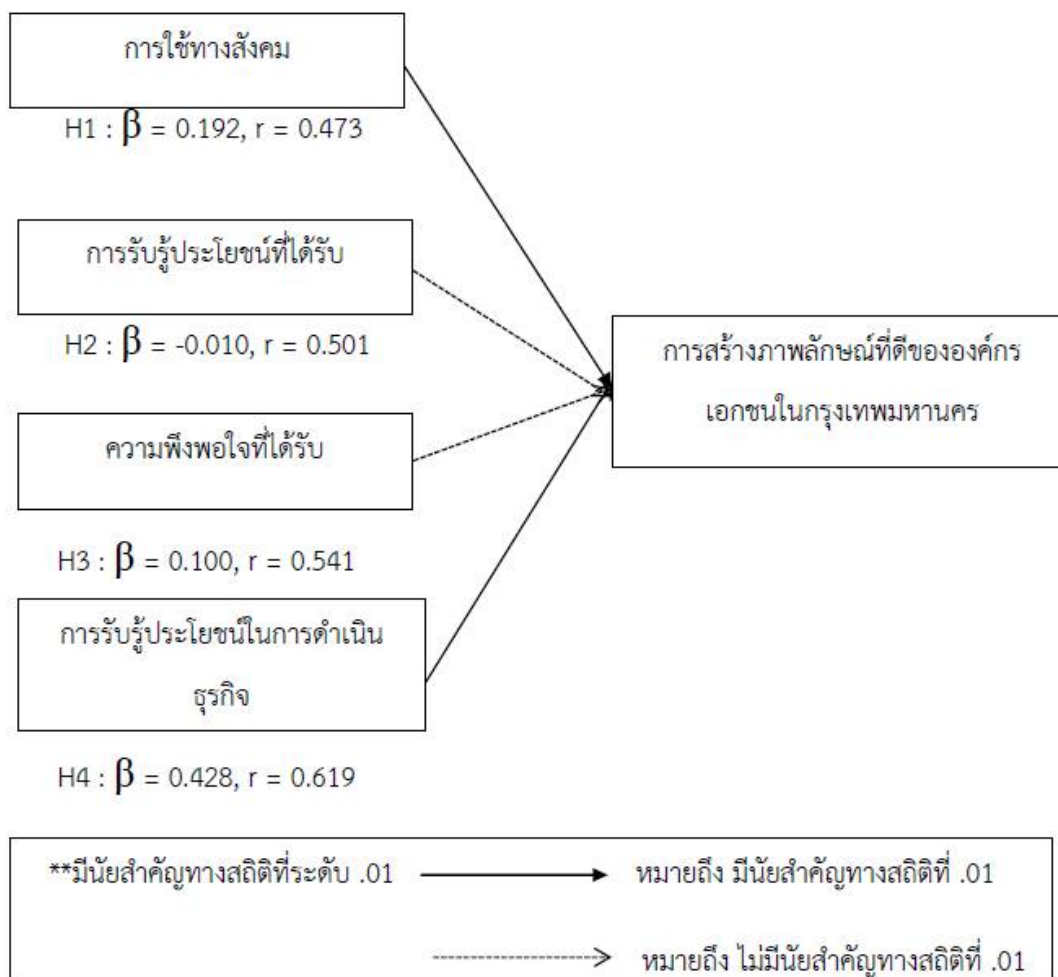 การใช้ทางสังคม
H1 : β = 0.192, r = 0.473
การรับรู้ประโยชน์ที่ได้รับ
H2 : β = -0.010, r = 0.501
ความพึงพอใจที่ได้รับ
H3 : β = 0.100, r = 0.541
การรับรู้ประโยชน์ในการดำเนิน
ธุรกิจ
H4 : β = 0.428, r = 0.619
การสร้างภาพลักษณ์ที่ดีขององค์กร
เอกชนในกรุงเทพมหานคร
**มีนัยสำคัญทางสถิติที่ระดับ .01 หมายถึง มีนัยสำคัญทางสถิติที่ .01
หมายถึง ไม่มีนัยสำคัญทางสถิติที่ .01